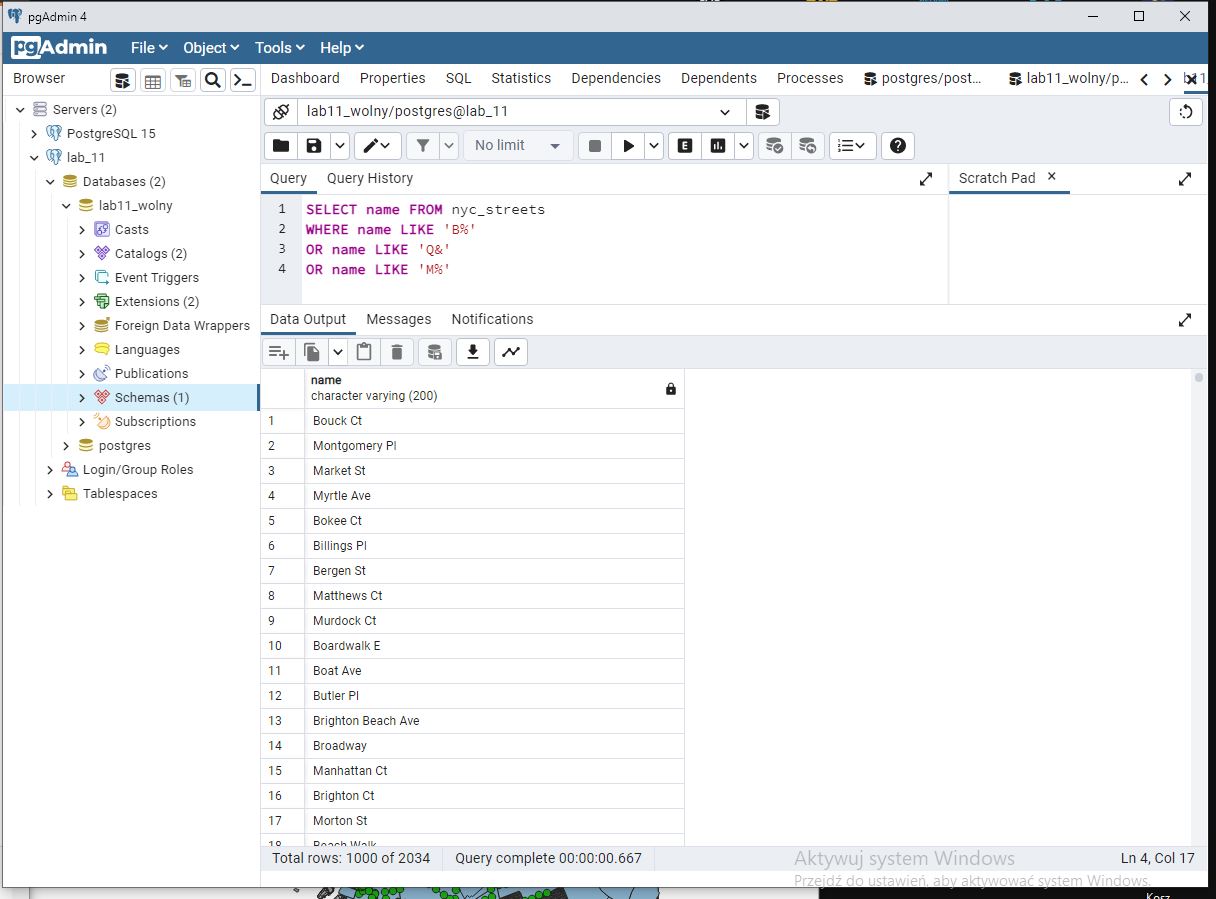 pgAdmin 4
pgAdmin File Object Tools Help
Browser Dashboard Properties SQL Statistics Dependencies Dependents Processes postgres/post... lab11_wolny/p...
Servers (2)
PostgreSQL 15
lab_11
Databases (2)
lab11_wolny
Casts
Catalogs (2)
Event Triggers
Extensions (2)
Foreign Data Wrappers
Languages
Publications
Schemas (1)
Subscriptions
postgres
Login/Group Roles
Tablespaces
lab11_wolny/postgres@lab_11
No limit
E
Query Query History Scratch Pad
1 SELECT name FROM nyc_streets
2 WHERE name LIKE 'B%'
3 OR name LIKE 'Q&'
4 OR name LIKE 'M%'
Data Output Messages Notifications
name
character varying (200)
1 Bouck Ct
2 Montgomery Pl
3 Market St
4 Myrtle Ave
5 Bokee Ct
6 Billings Pl
7 Bergen St
8 Matthews Ct
9 Murdock Ct
10 Boardwalk E
11 Boat Ave
12 Butler Pl
13 Brighton Beach Ave
14 Broadway
15 Manhattan Ct
16 Brighton Ct
17 Morton St
18 Beach Walk
Total rows: 1000 of 2034 Query complete 00:00:00.667 Ln 4, Col 17
Aktywuj system Windows
Przejdź do ustawień, aby aktywować system Windows.
Kosz